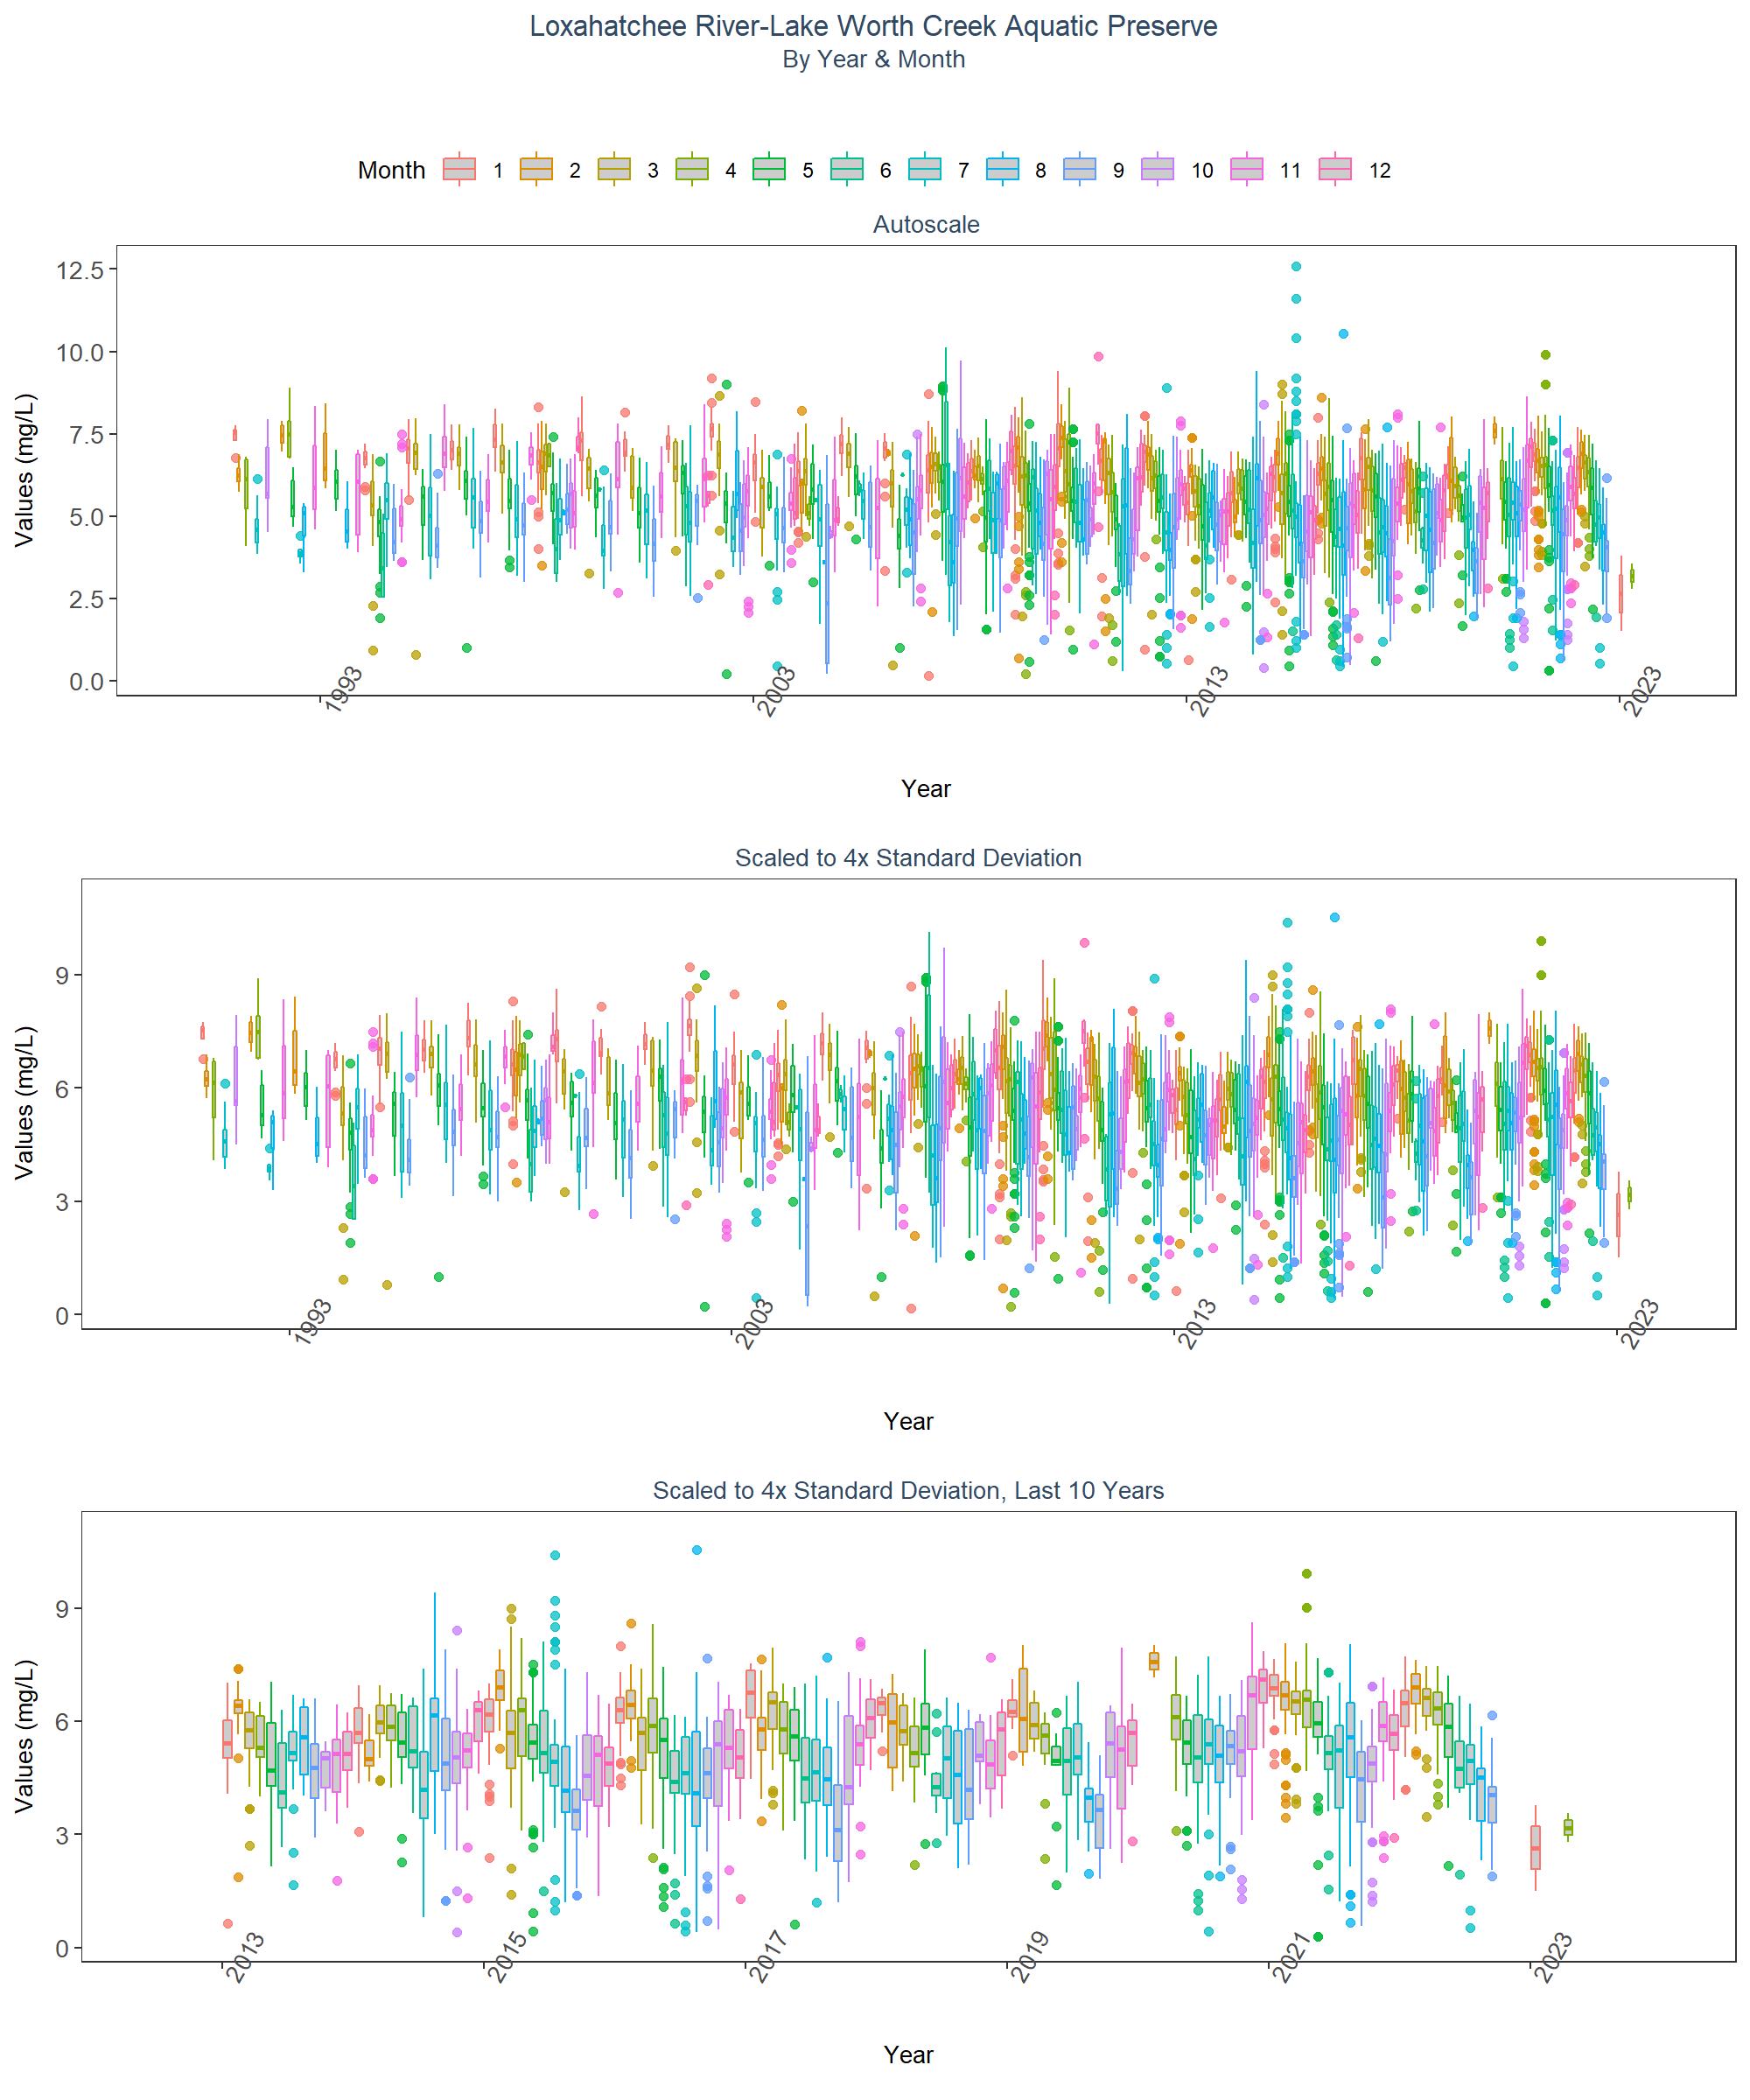 Loxahatchee River-Lake Worth Creek Aquatic Preserve
By Year & Month
Month 1 2 3 4 5 6 7 8 9 10 11 12
Autoscale
Values (mg/L)
12.5
10.0
7.5
5.0
2.5
0.0
1993 2003 2013 2023
Year
Scaled to 4x Standard Deviation
Values (mg/L)
9
6
3
0
1993 2003 2013 2023
Year
Scaled to 4x Standard Deviation, Last 10 Years
Values (mg/L)
9
6
3
0
2013 2015 2017 2019 2021 2023
Year